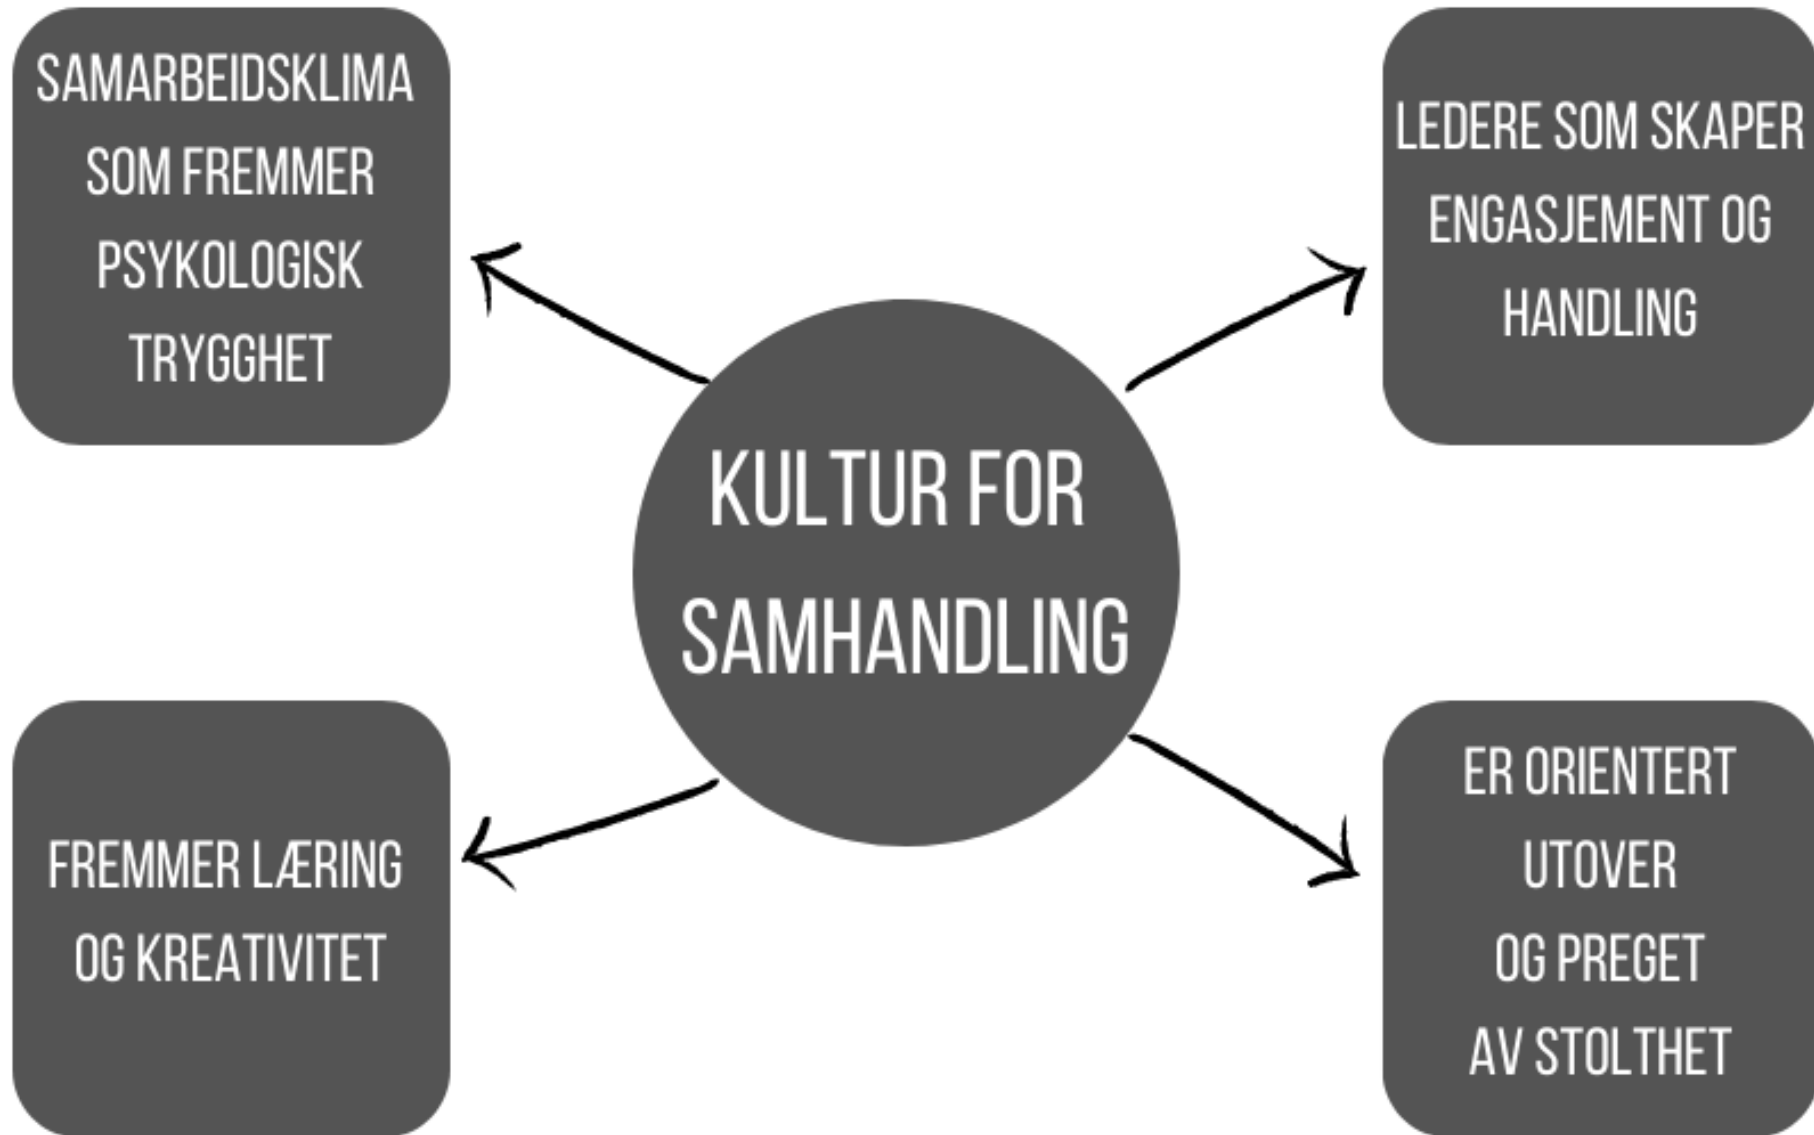 SAMARBEIDSKLIMA
SOM FREMMER
PSYKOLOGISK
TRYGGHET
LEDERE SOM SKAPER
ENGASJEMENT OG
HANDLING
KULTUR FOR
SAMHANDLING
FREMMER LÆRING
OG KREATIVITET
ER ORIENTERT
UTOVER
OG PREGET
AV STOLTHET